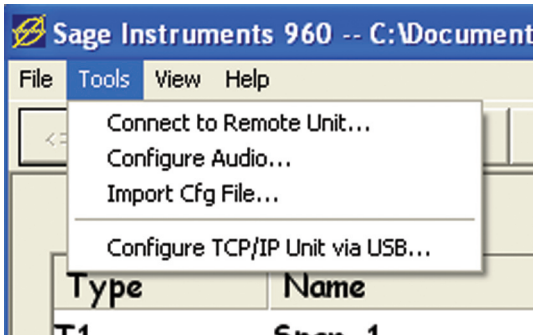 Sage Instruments 960 -- C:\Document
File Tools View Help
<=
Connect to Remote Unit...
Configure Audio...
Import Cfg File...
Configure TCP/IP Unit via USB...
Type Name
T1 Span 1